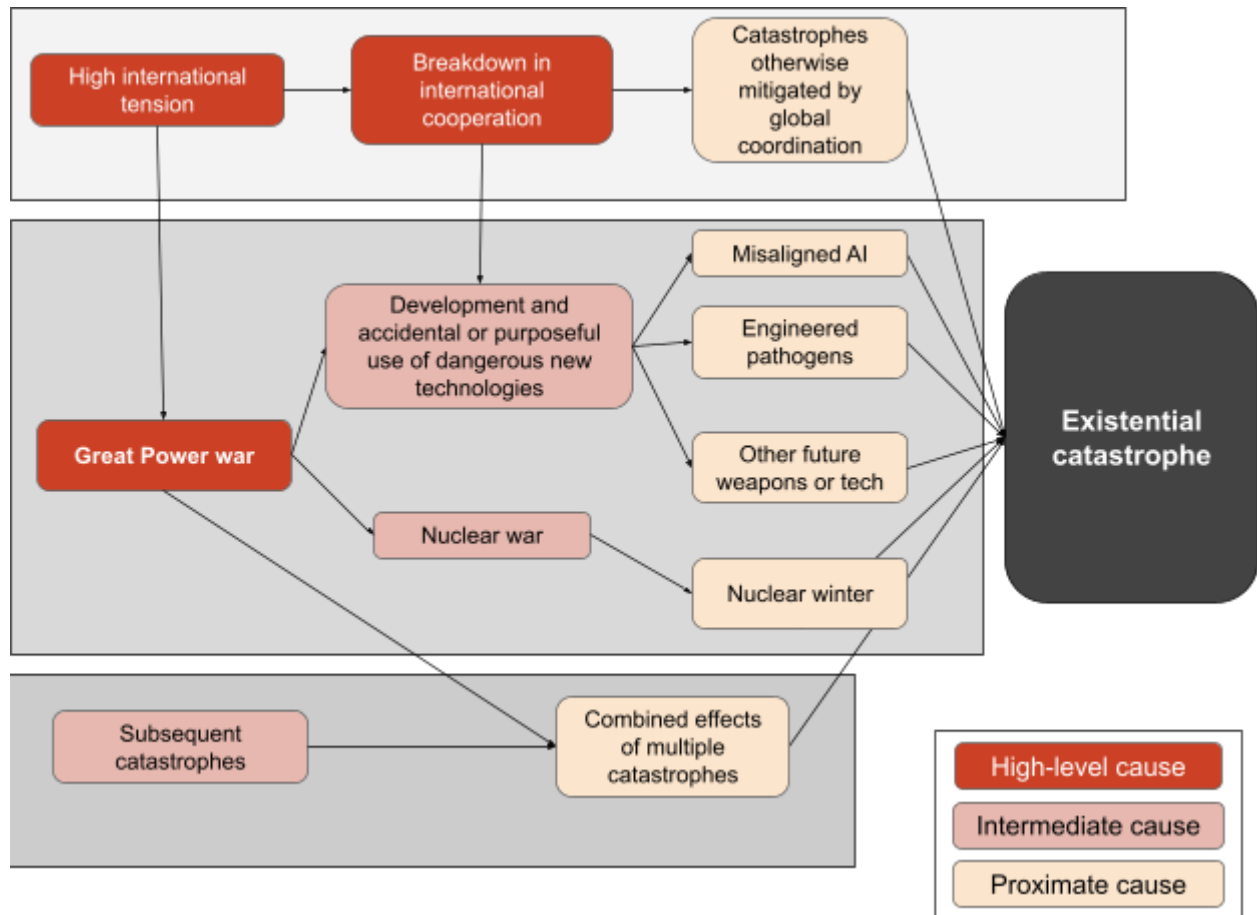 High international
tension
Breakdown in
international
cooperation
Catastrophes
otherwise
mitigated by
global
coordination
Misaligned AI
Development and
accidental or purposeful
use of dangerous new
technologies
Engineered
pathogens
Existential
catastrophe
Great Power war
Other future
weapons or tech
Nuclear war
Nuclear winter
Subsequent
catastrophes
Combined effects
of multiple
catastrophes
High-level cause
Intermediate cause
Proximate cause